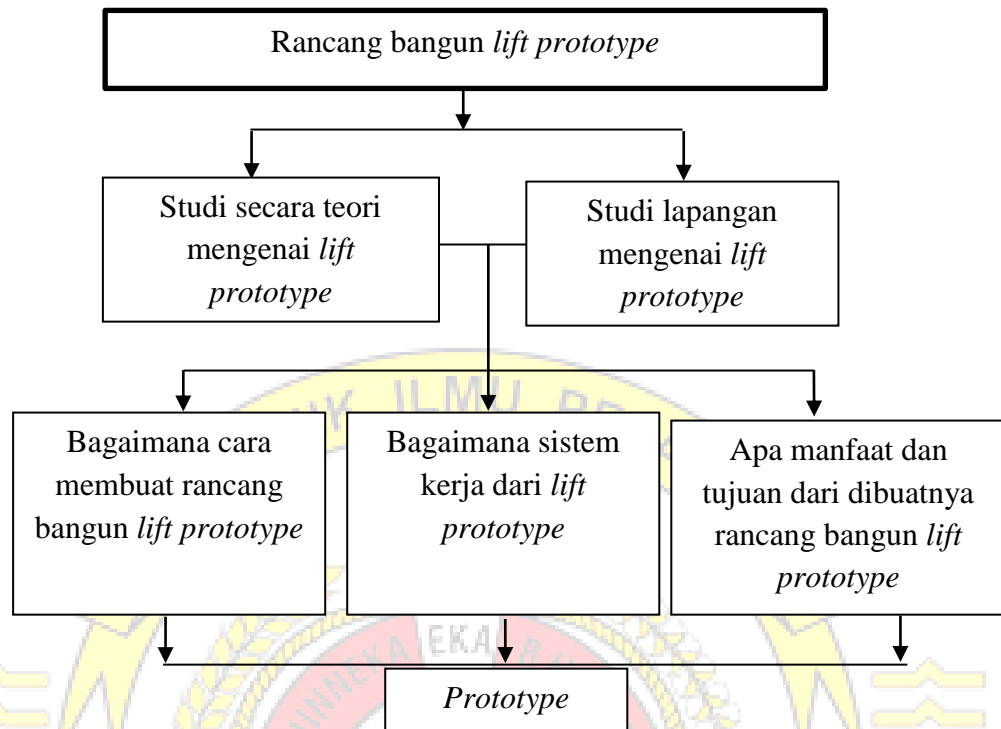 Rancang bangun lift prototype
Studi secara teori
mengenai lift
prototype
Studi lapangan
mengenai lift
prototype
ILMU
Bagaimana cara
membuat rancang
bangun lift prototype
Bagaimana sistem
kerja dari lift
prototype
Apa manfaat dan
tujuan dari dibuatnya
rancang bangun lift
prototype
EKA
Prototype